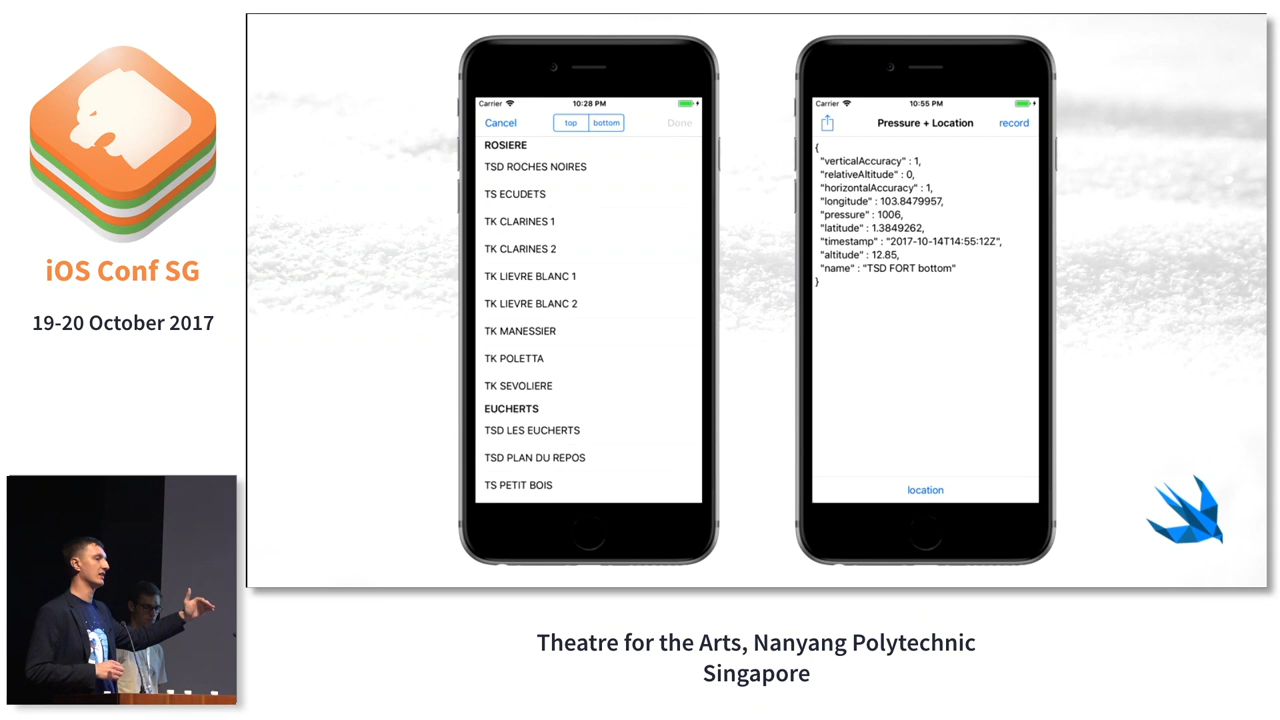 iOS Conf SG
19-20 October 2017
Carrier 10:28 PM
Cancel top bottom Done
ROSIERE
TSD ROCHES NOIRES
TS ECUDETS
TK CLARINES 1
TK CLARINES 2
TK LIEVRE BLANC 1
TK LIEVRE BLANC 2
TK MANESSIER
TK POLETTA
TK SEVOLIERE
EUCHERTS
TSD LES EUCHERTS
TSD PLAN DU REPOS
TS PETIT BOIS
Carrier 10:55 PM
Pressure + Location record
{
"verticalAccuracy" : 1,
"relativeAltitude" : 0,
"horizontalAccuracy" : 1,
"longitude" : 103.8479957,
"pressure" : 1006,
"latitude" : 1.3849262,
"timestamp" : "2017-10-14T14:55:12Z",
"altitude" : 12.85,
"name" : "TSD FORT bottom"
}
location
Theatre for the Arts, Nanyang Polytechnic
Singapore